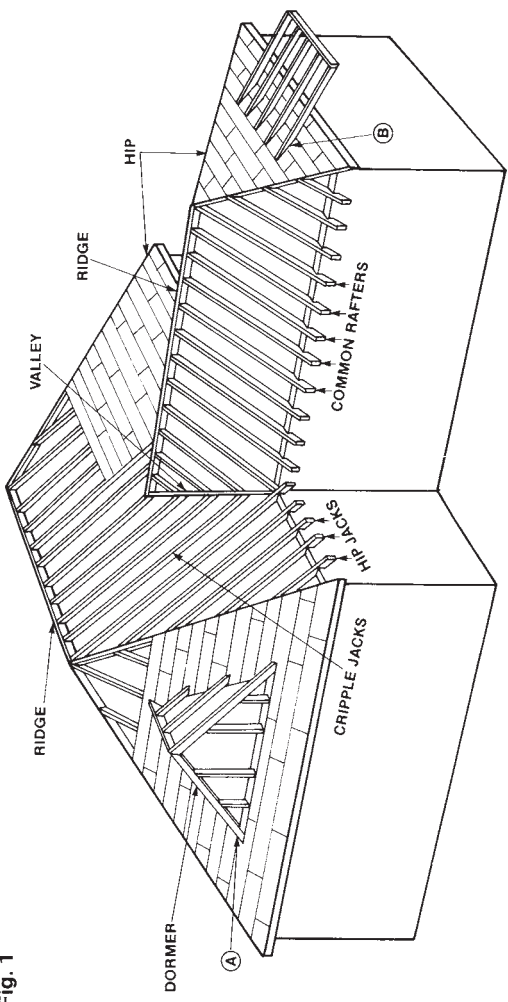 Fig. 1
HIP
RIDGE
VALLEY
RIDGE
COMMON RAFTERS
HIP JACKS
CRIPPLE JACKS
DORMER
A
B